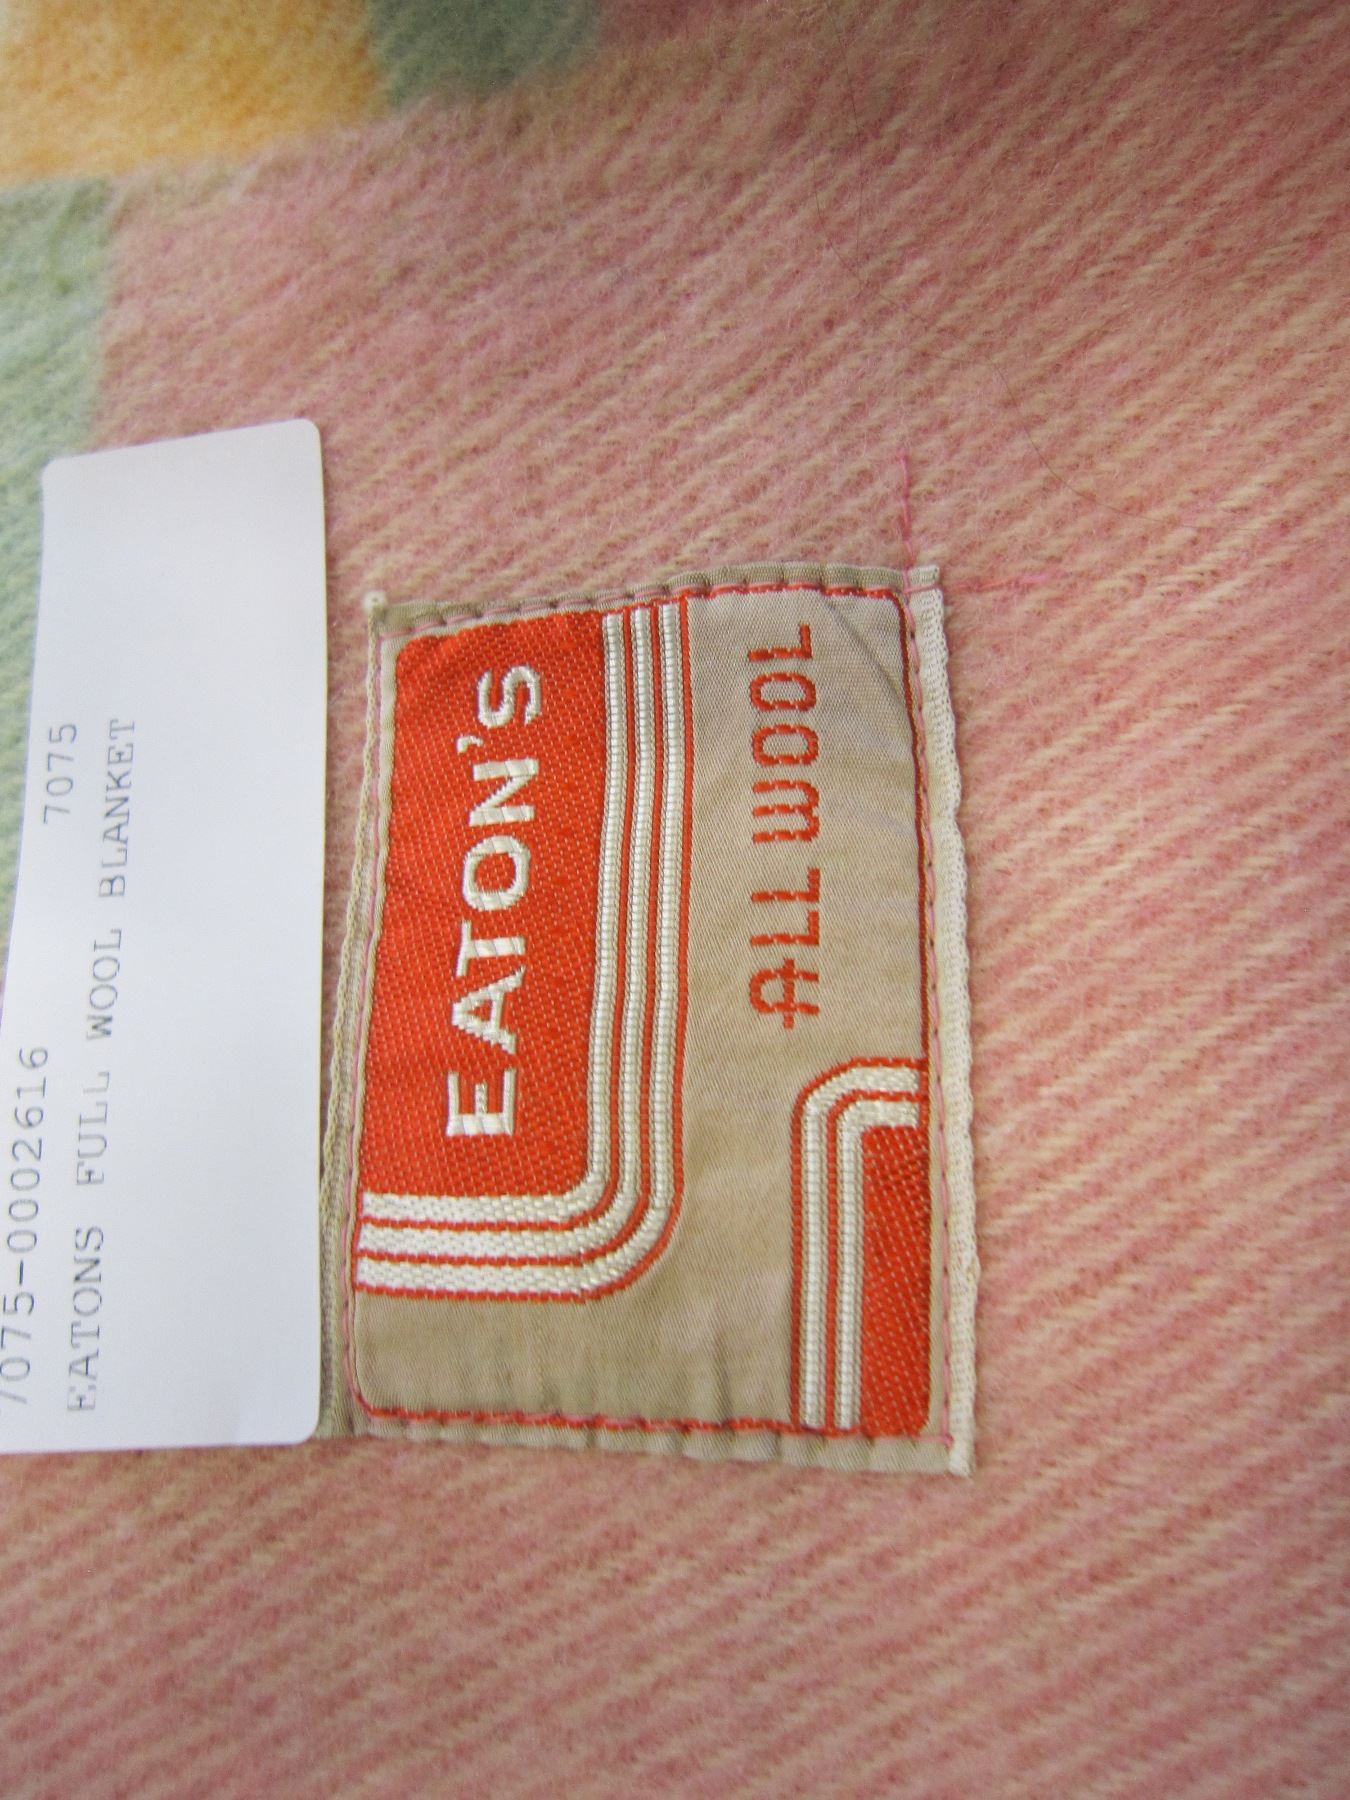 7075-0002616 7075
EATONS FULL WOOL BLANKET
EATON'S
ALL WOOL